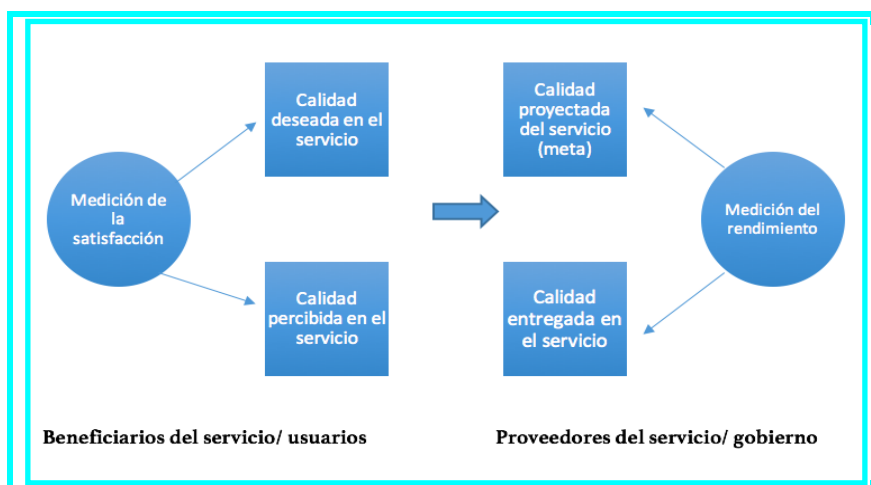 Medición de
la
satisfacción
Calidad
deseada en el
servicio
Calidad
percibida en el
servicio
Calidad
proyectada
del servicio
(meta)
Calidad
entregada en
el servicio
Medición del
rendimiento
Beneficiarios del servicio/ usuarios
Proveedores del servicio/ gobierno